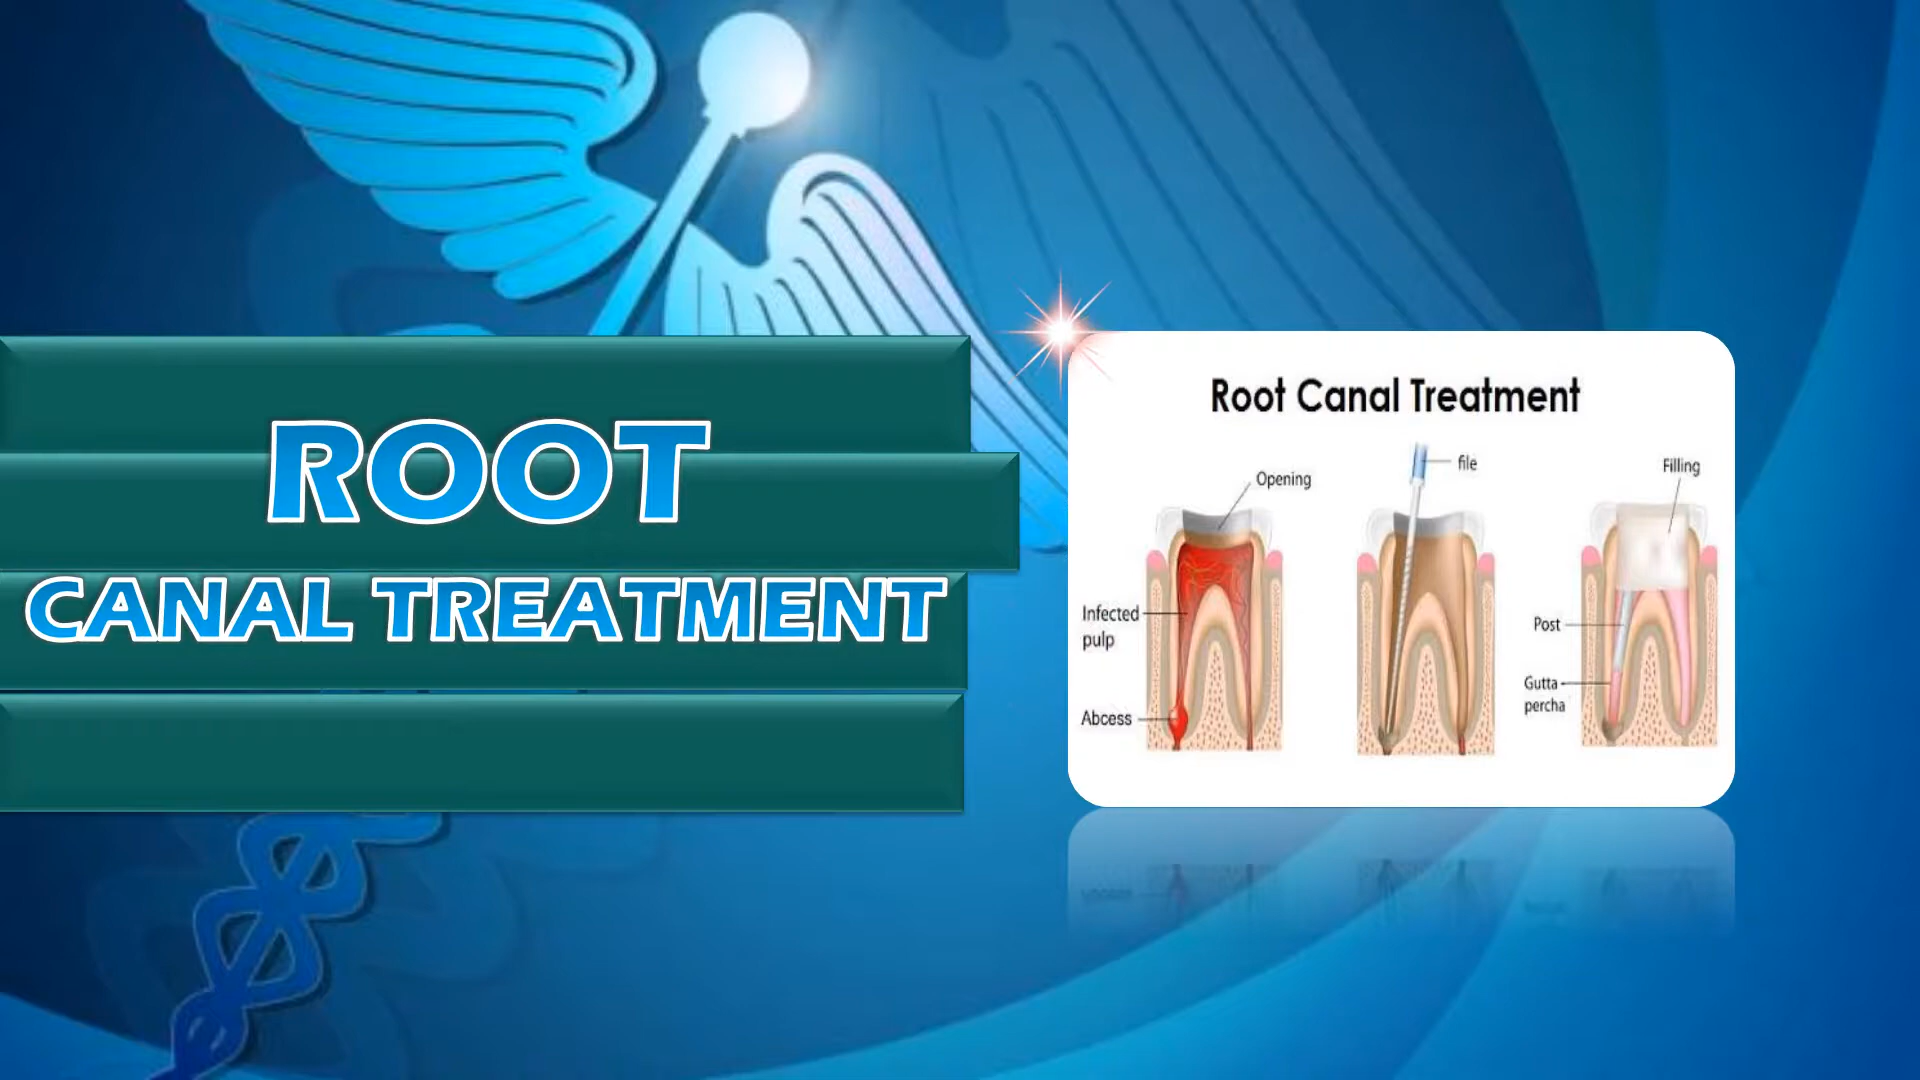 ROOT
CANAL TREATMENT
Root Canal Treatment
Opening
file
Filling
Infected
pulp
Abcess
Post
Gutta
percha